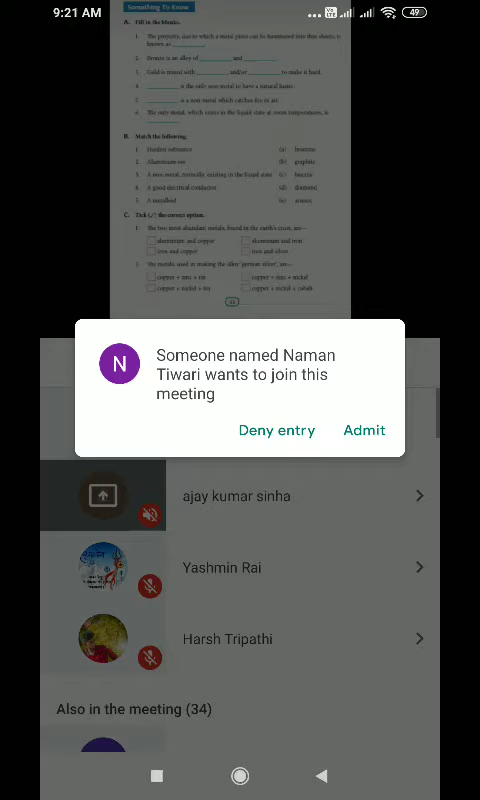 9:21 AM
Vo
LTE
49
Something To Know
A. Fill in the blanks.
1. The property, due to which a metal piece can be hammered into thin sheets, is
known as
2. Bronze is an alloy of and
3. Gold is mixed with and/or to make it hard.
4. is the only non-metal to have a natural lustre.
5. is a non-metal which catches fire in air.
6. The only metal, which exists in the liquid state at room temperatures, is
B. Match the following.
1. Hardest substance (a) bromine
2. Aluminium ore (b) graphite
3. A non-metal, normally, existing in the liquid state (c) bauxite
4. A good electrical conductor (d) diamond
5. A metalloid (e) arsenic
C. Tick (✓) the correct option.
1. The two most abundant metals, found in the earth's crust, are—
aluminium and copper aluminium and iron
iron and copper iron and silver
2. The metals used in making the alloy 'german silver', are—
copper + zinc + tin copper + zinc + nickel
copper + nickel + tin copper + nickel + cobalt
N
Someone named Naman
Tiwari wants to join this
meeting
Deny entry Admit
ajay kumar sinha
Yashmin Rai
Harsh Tripathi
Also in the meeting (34)